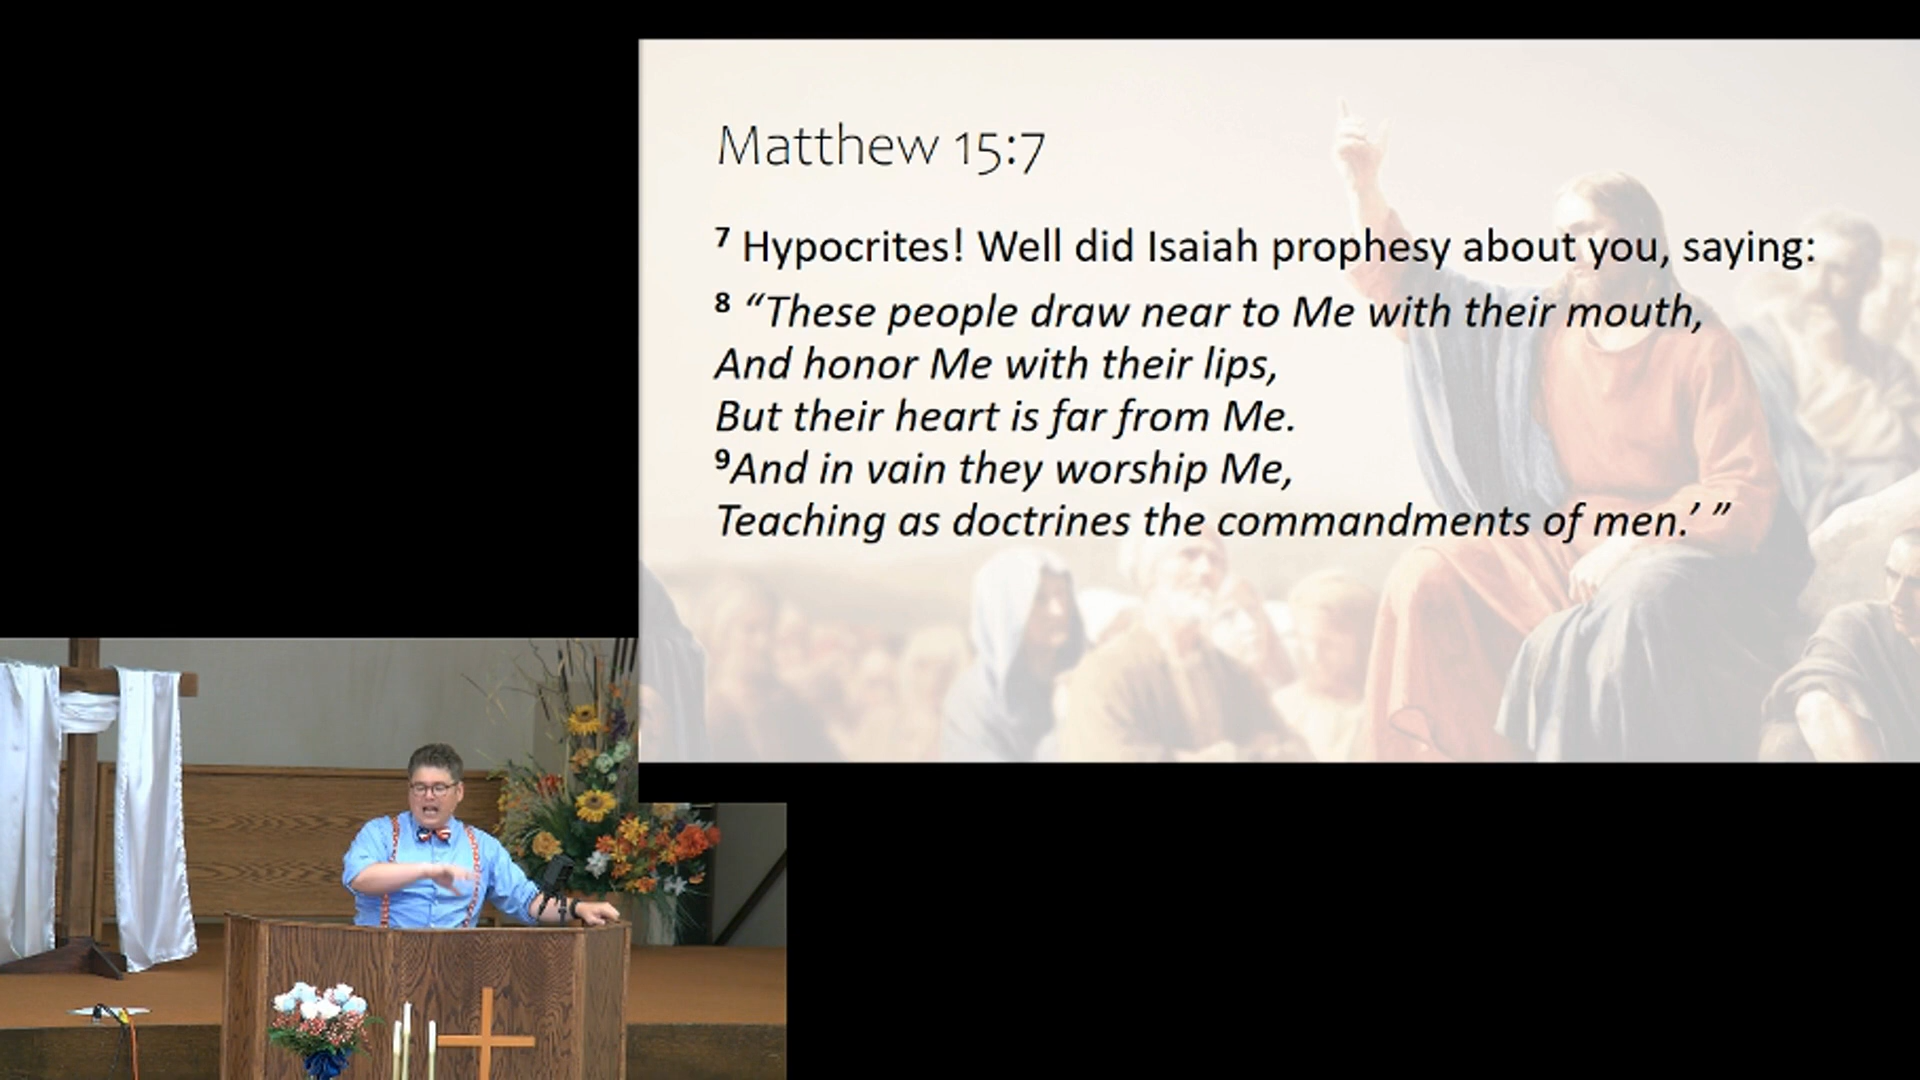 Matthew 15:7
7 Hypocrites! Well did Isaiah prophesy about you, saying:
8 “These people draw near to Me with their mouth,
And honor Me with their lips,
But their heart is far from Me.
9And in vain they worship Me,
Teaching as doctrines the commandments of men.’ ”